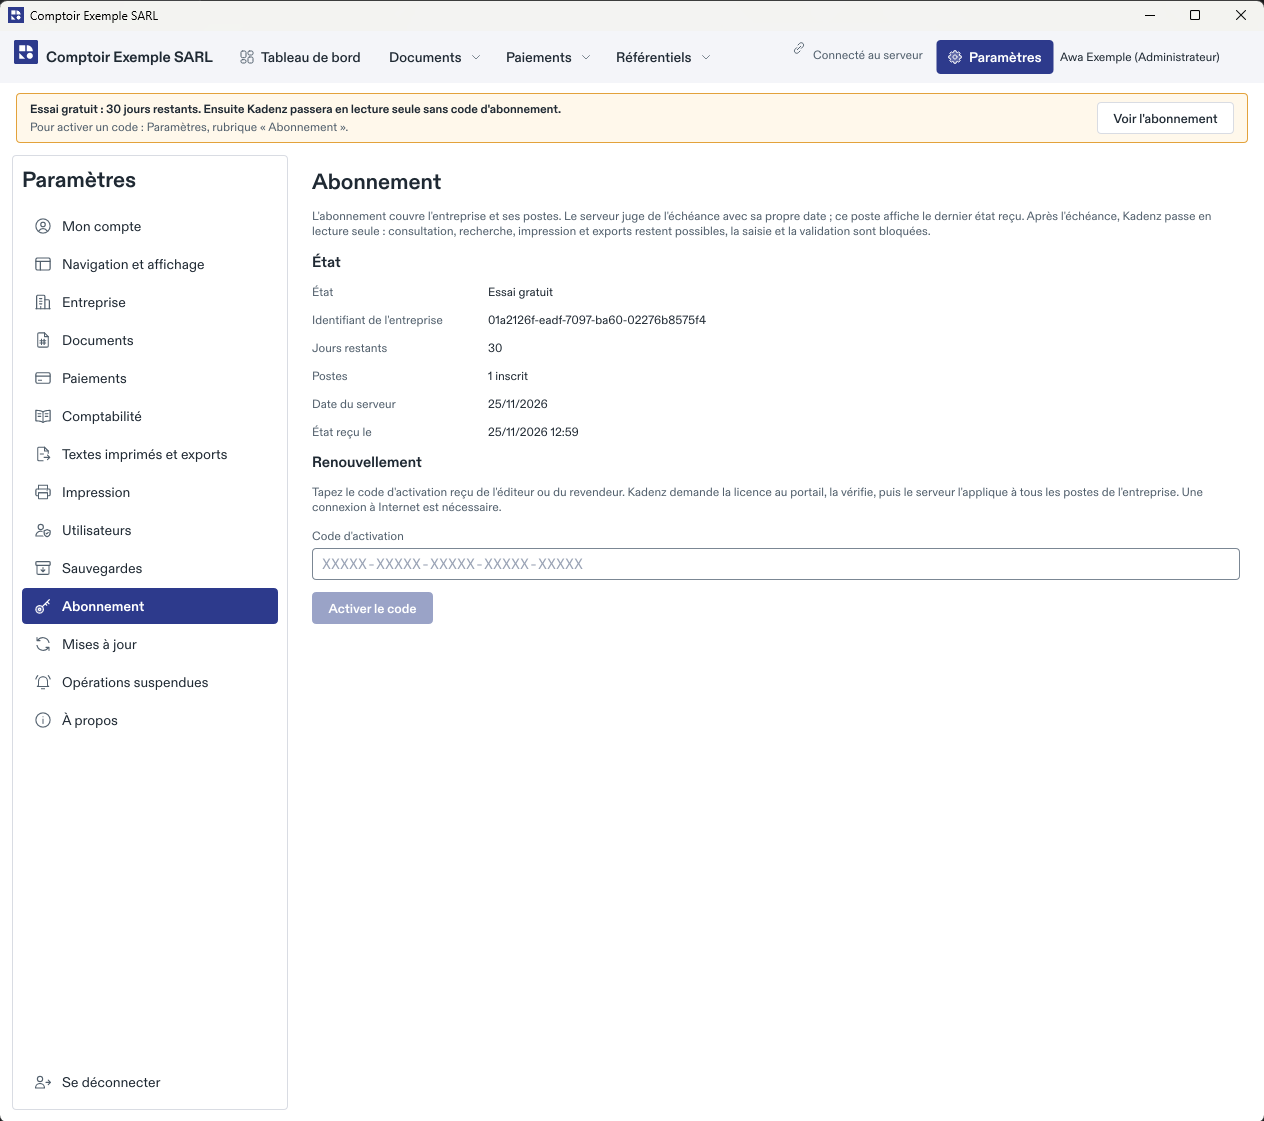 Comptoir Exemple SARL
Comptoir Exemple SARL
Tableau de bord
Documents
Paiements
Référentiels
Connecté au serveur
Paramètres
Awa Exemple (Administrateur)
Essai gratuit : 30 jours restants. Ensuite Kadenz passera en lecture seule sans code d'abonnement.
Pour activer un code : Paramètres, rubrique « Abonnement ».
Voir l'abonnement
Paramètres
Mon compte
Navigation et affichage
Entreprise
Documents
Paiements
Comptabilité
Textes imprimés et exports
Impression
Utilisateurs
Sauvegardes
Abonnement
Mises à jour
Opérations suspendues
À propos
Se déconnecter
Abonnement
L'abonnement couvre l'entreprise et ses postes. Le serveur juge de l'échéance avec sa propre date ; ce poste affiche le dernier état reçu. Après l'échéance, Kadenz passe en
lecture seule : consultation, recherche, impression et exports restent possibles, la saisie et la validation sont bloquées.
État
État
Essai gratuit
Identifiant de l'entreprise
01a2126f-eadf-7097-ba60-02276b8575f4
Jours restants
30
Postes
1 inscrit
Date du serveur
25/11/2026
État reçu le
25/11/2026 12:59
Renouvellement
Tapez le code d'activation reçu de l'éditeur ou du revendeur. Kadenz demande la licence au portail, la vérifie, puis le serveur l'applique à tous les postes de l'entreprise. Une
connexion à Internet est nécessaire.
Code d'activation
XXXXX-XXXXX-XXXXX-XXXXX-XXXXX
Activer le code